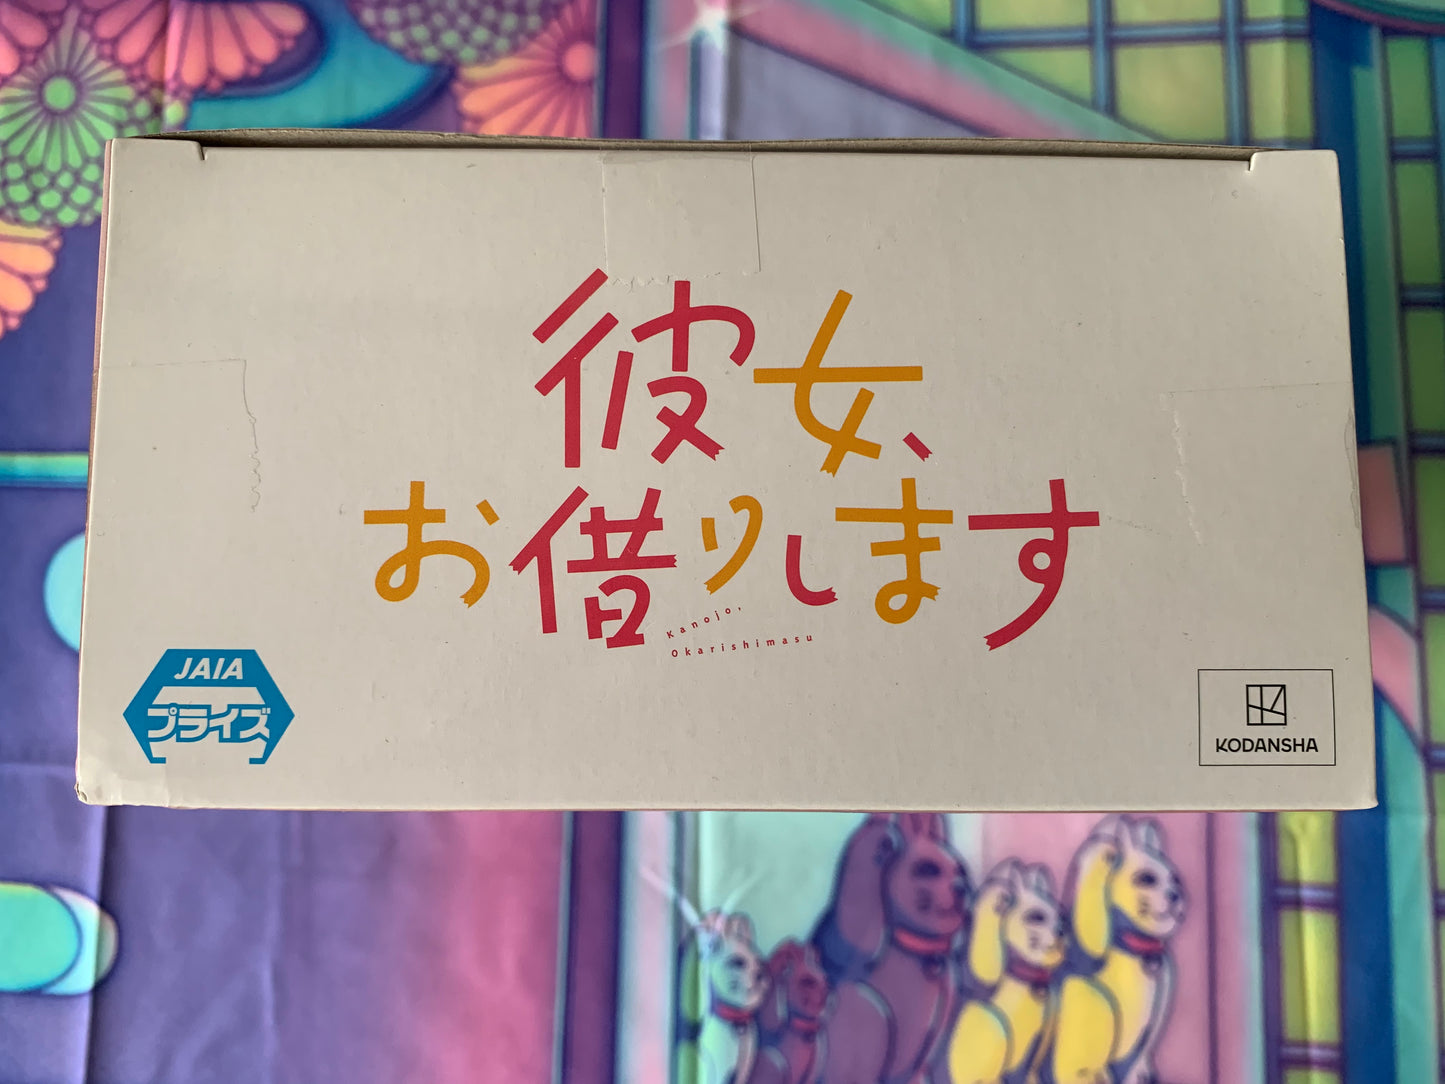 彼女、
お借りします
Kanojo,
Okarishimasu
JAIA
プライズ
KODANSHA